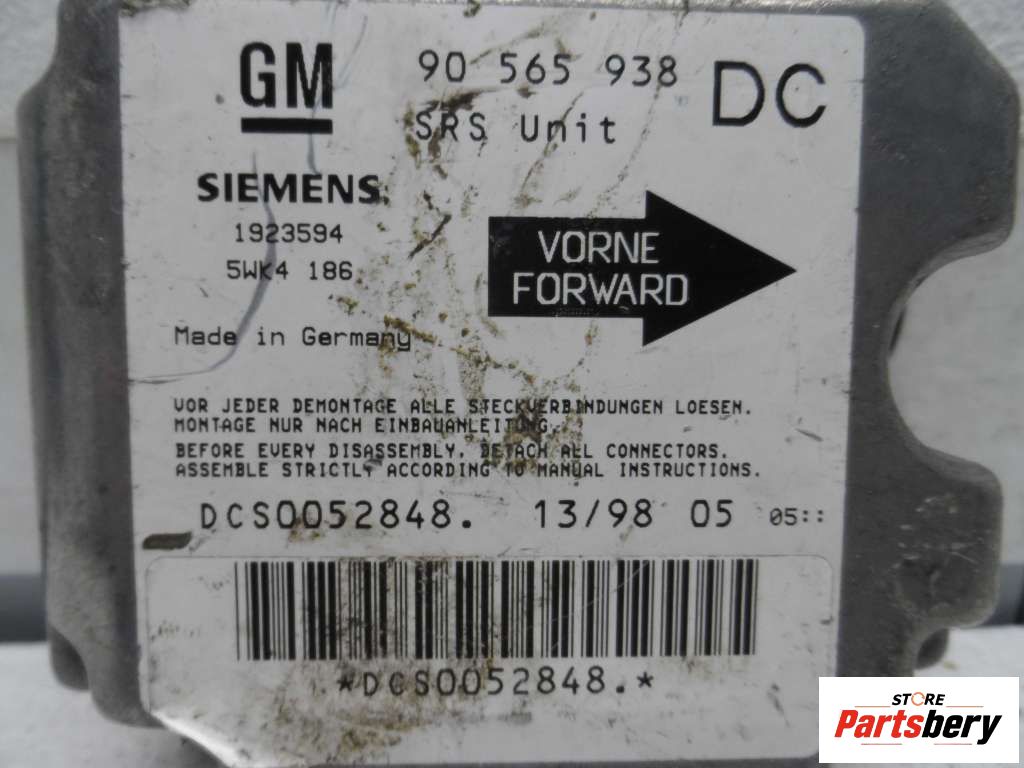 GM
90 565 938
DC
SRS Unit
SIEMENS
1923594
5WK4 186
VORNE
FORWARD
Made in Germany
VOR JEDER DEMONTAGE ALLE STECKVERBINDUNGEN LOESEN.
MONTAGE NUR NACH EINBAUANLEITUNG.
BEFORE EVERY DISASSEMBLY, DETACH ALL CONNECTORS.
ASSEMBLE STRICTLY ACCORDING TO MANUAL INSTRUCTIONS.
DCS0052848. 13/98 05 05::
*DCS0052848.*
STORE
Partsbery